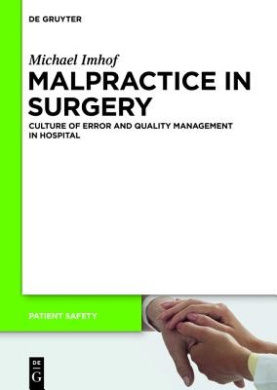 DE GRUYTER
Michael Imhof
MALPRACTICE IN
SURGERY
CULTURE OF ERROR AND QUALITY MANAGEMENT
IN HOSPITAL
PATIENT SAFETY
DE
G